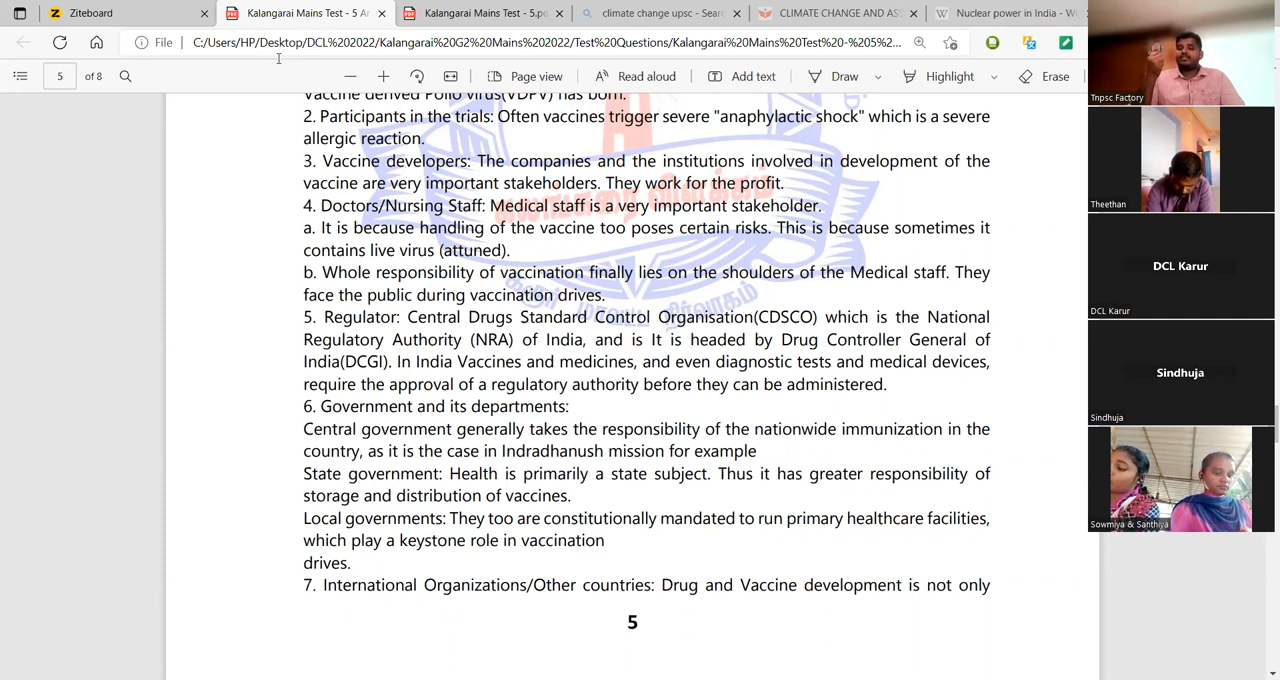 Ziteboard
Kalangarai Mains Test - 5 An
Kalangarai Mains Test - 5.pd
climate change upsc - Sear
CLIMATE CHANGE AND ASS
Nuclear power in India - W
File
C:/Users/HP/Desktop/DCL%202022/Kalangarai%20G2%20Mains%202022/Test%20Questions/Kalangarai%20Mains%20Test%20-%205%2...
5 of 8
Page view
Read aloud
Add text
Draw
Highlight
Erase
Vaccine derived Polio virus(VDPV) has born.
2. Participants in the trials: Often vaccines trigger severe "anaphylactic shock" which is a severe
allergic reaction.
3. Vaccine developers: The companies and the institutions involved in development of the
vaccine are very important stakeholders. They work for the profit.
4. Doctors/Nursing Staff: Medical staff is a very important stakeholder.
a. It is because handling of the vaccine too poses certain risks. This is because sometimes it
contains live virus (attuned).
b. Whole responsibility of vaccination finally lies on the shoulders of the Medical staff. They
face the public during vaccination drives.
5. Regulator: Central Drugs Standard Control Organisation(CDSCO) which is the National
Regulatory Authority (NRA) of India, and is It is headed by Drug Controller General of
India(DCGI). In India Vaccines and medicines, and even diagnostic tests and medical devices,
require the approval of a regulatory authority before they can be administered.
6. Government and its departments:
Central government generally takes the responsibility of the nationwide immunization in the
country, as it is the case in Indradhanush mission for example
State government: Health is primarily a state subject. Thus it has greater responsibility of
storage and distribution of vaccines.
Local governments: They too are constitutionally mandated to run primary healthcare facilities,
which play a keystone role in vaccination
drives.
7. International Organizations/Other countries: Drug and Vaccine development is not only
5
Tnpsc Factory
Theethan
DCL Karur
DCL Karur
Sindhuja
Sindhuja
Sowmiya & Santhiya